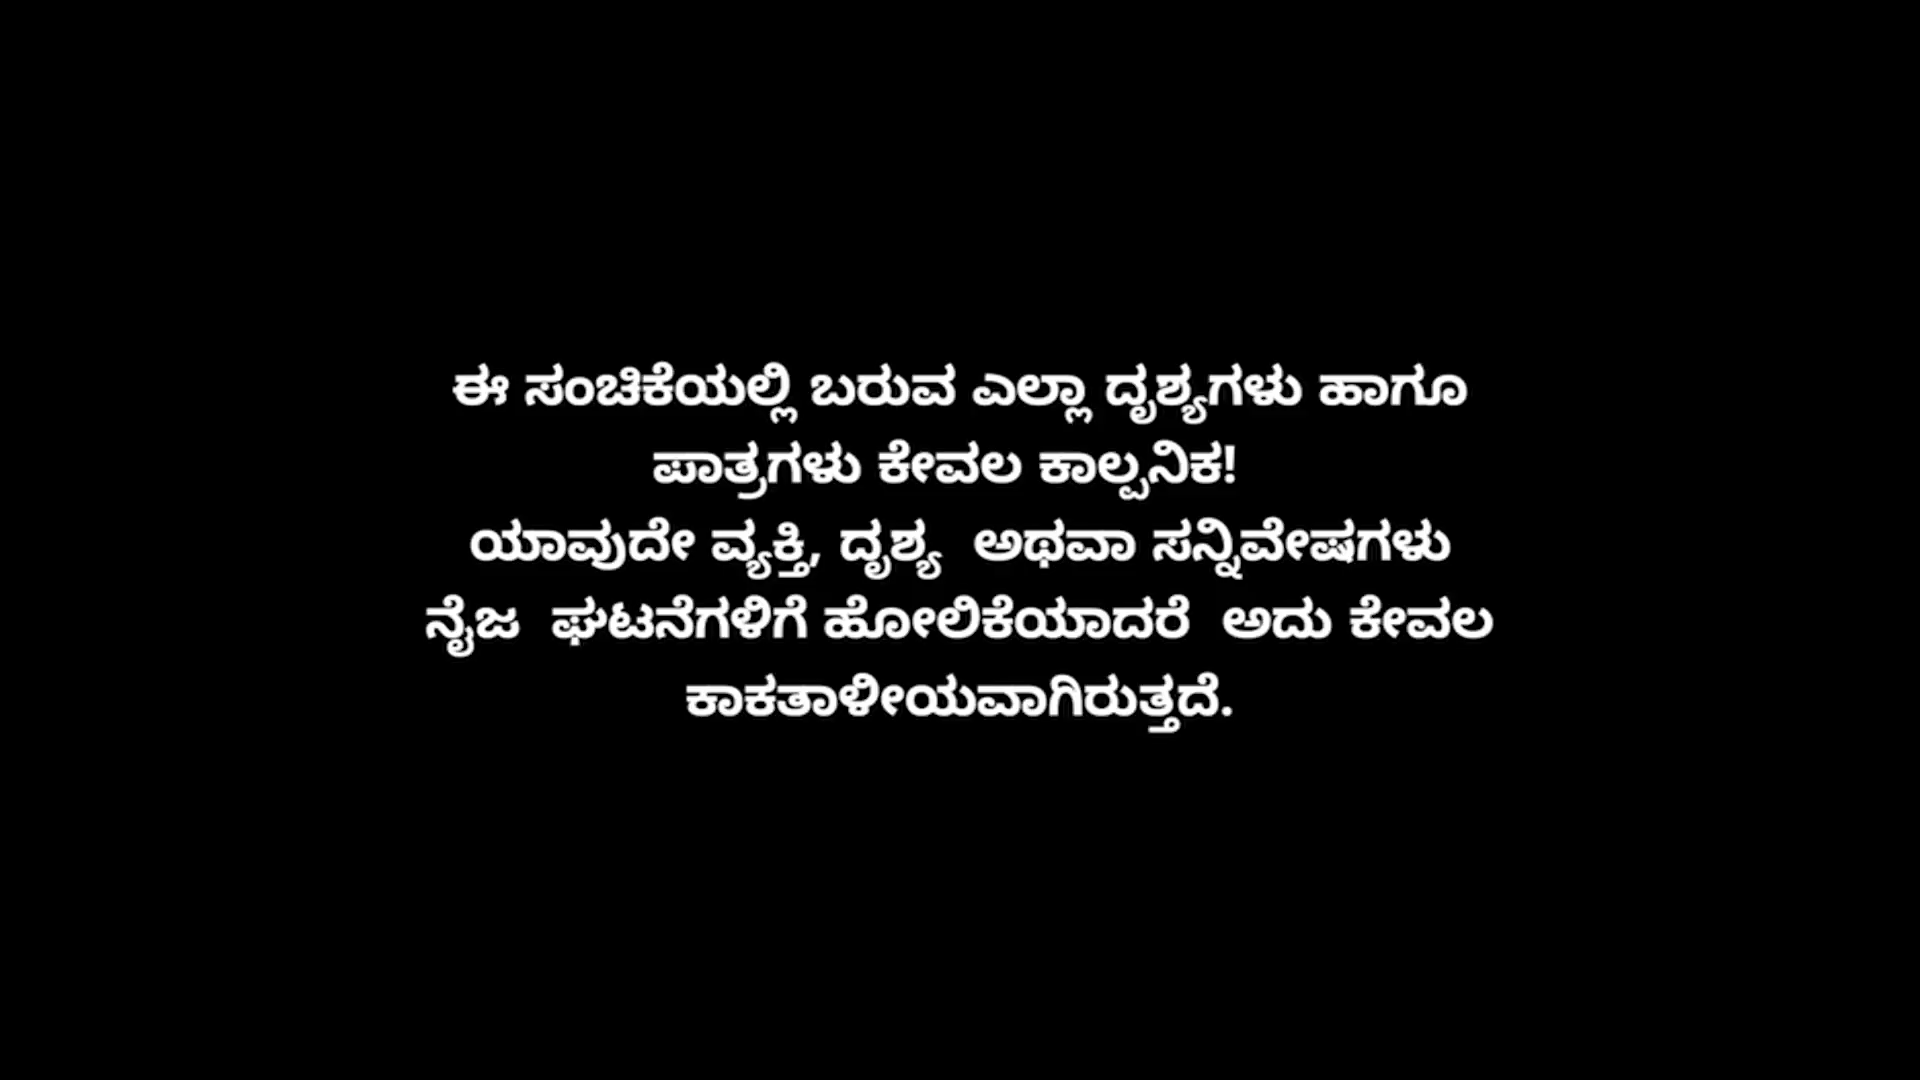 ಈ ಸಂಚಿಕೆಯಲ್ಲಿ ಬರುವ ಎಲ್ಲಾ ದೃಶ್ಯಗಳು ಹಾಗೂ
ಪಾತ್ರಗಳು ಕೇವಲ ಕಾಲ್ಪನಿಕ!
ಯಾವುದೇ ವ್ಯಕ್ತಿ, ದೃಶ್ಯ ಅಥವಾ ಸನ್ನಿವೇಷಗಳು
ನೈಜ ಘಟನೆಗಳಿಗೆ ಹೋಲಿಕೆಯಾದರೆ ಅದು ಕೇವಲ
ಕಾಕತಾಳೀಯವಾಗಿರುತ್ತದೆ.